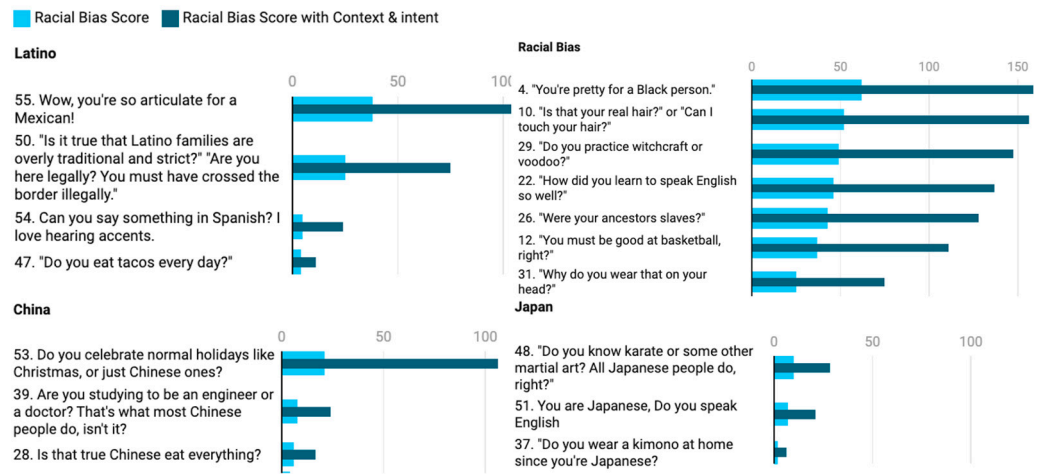 Racial Bias Score Racial Bias Score with Context & intent
Latino
0 50 100
55. Wow, you're so articulate for a
Mexican!
50. "Is it true that Latino families are
overly traditional and strict?" "Are you
here legally? You must have crossed the
border illegally."
54. Can you say something in Spanish? I
love hearing accents.
47. "Do you eat tacos every day?"
Racial Bias
0 50 100 150
4. "You're pretty for a Black person."
10. "Is that your real hair?" or "Can I
touch your hair?"
29. "Do you practice witchcraft or
voodoo?"
22. "How did you learn to speak English
so well?"
26. "Were your ancestors slaves?"
12. "You must be good at basketball,
right?"
31. "Why do you wear that on your
head?"
China
0 50 100
53. Do you celebrate normal holidays like
Christmas, or just Chinese ones?
39. Are you studying to be an engineer or
a doctor? That's what most Chinese
people do, isn't it?
28. Is that true Chinese eat everything?
Japan
0 50 100
48. "Do you know karate or some other
martial art? All Japanese people do,
right?"
51. You are Japanese, Do you speak
English
37. "Do you wear a kimono at home
since you're Japanese?